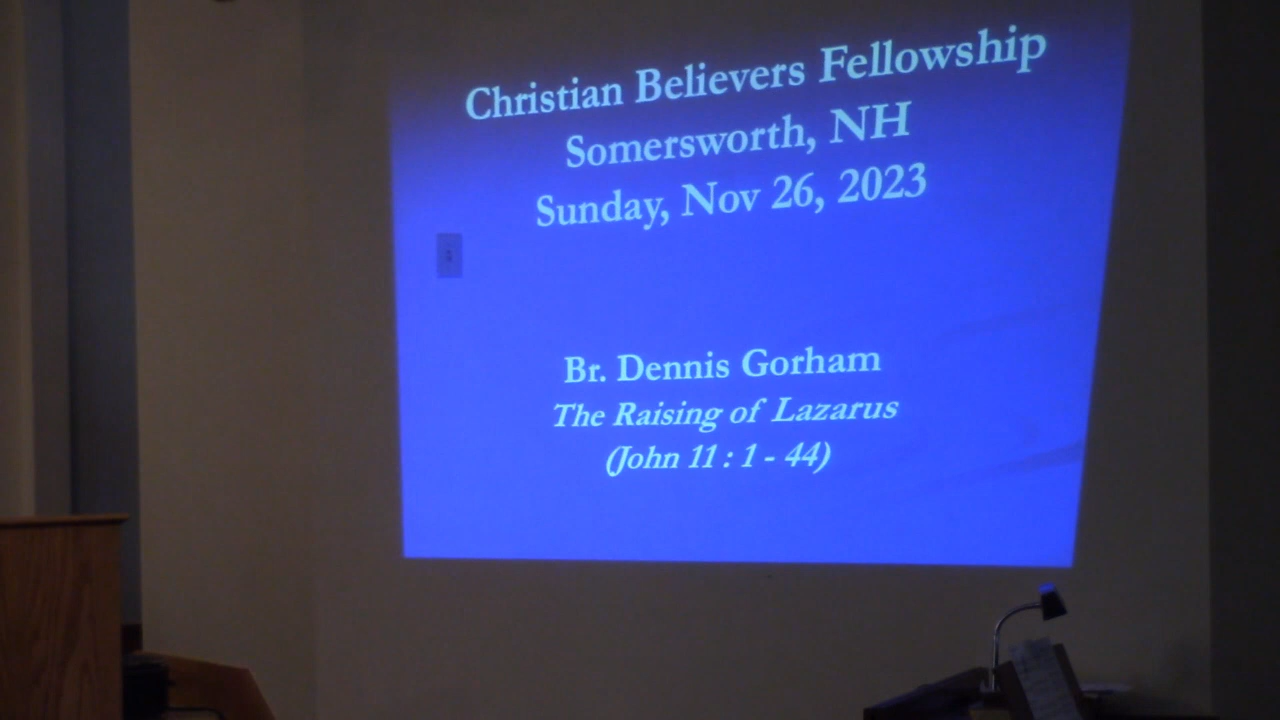 Christian Believers Fellowship
Somersworth, NH
Sunday, Nov 26, 2023
Br. Dennis Gorham
The Raising of Lazarus
(John 11 : 1 - 44)